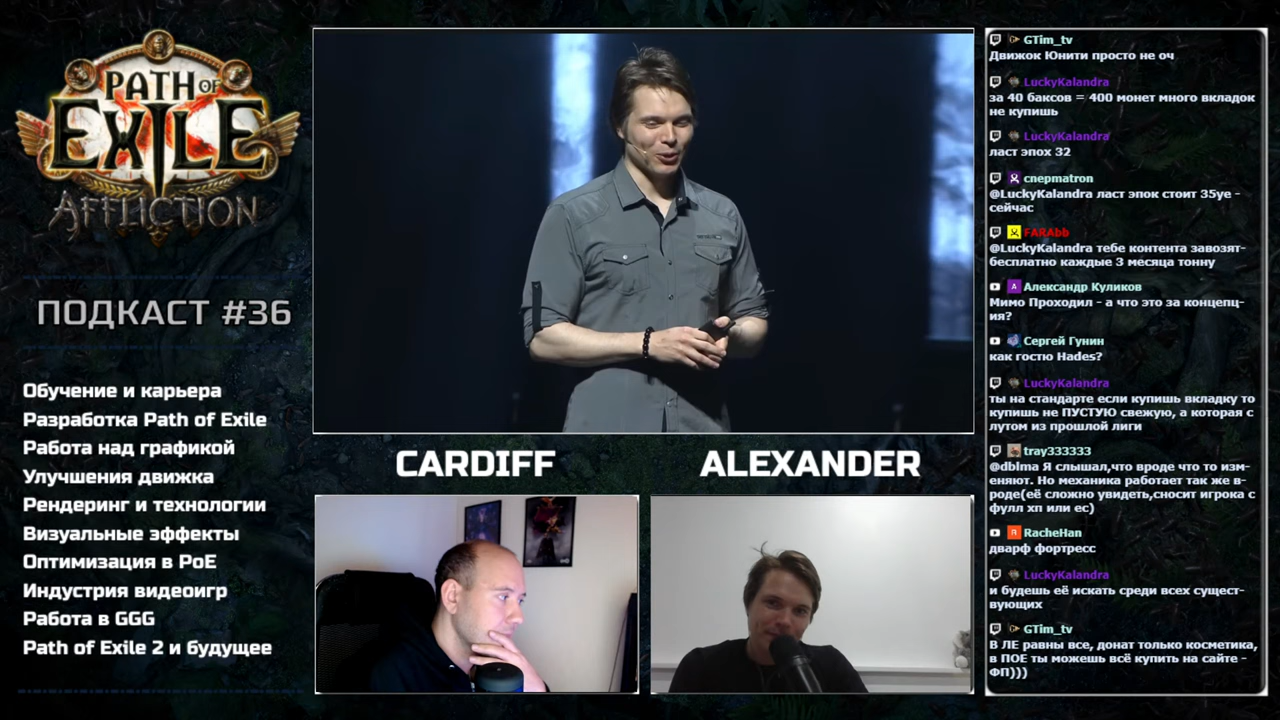 PATH OF
EXILE
AFFLICTION
ПОДКАСТ #36
Обучение и карьера
Разработка Path of Exile
Работа над графикой
Улучшения движка
Рендеринг и технологии
Визуальные эффекты
Оптимизация в PoE
Индустрия видеоигр
Работа в GGG
Path of Exile 2 и будущее
CARDIFF
ALEXANDER
GTim_tv
Движок Юнити просто не оч
LuckyKalandra
за 40 баксов = 400 монет много вкладок
не купишь
LuckyKalandra
ласт эпох 32
cnepmatron
@LuckyKalandra ласт эпок стоит 35уе -
сейчас
FARAbb
@LuckyKalandra тебе контента завозят-
бесплатно каждые 3 месяца тонну
Александр Куликов
Мимо Проходил - а что это за концепц-
ия?
Сергей Гунин
как гостю Hades?
LuckyKalandra
ты на стандарте если купишь вкладку то
купишь не ПУСТУЮ свежую, а которая с
лутом из прошлой лиги
tray333333
@dblma Я слышал,что вроде что то изм-
еняют. Но механика работает так же в-
роде(её сложно увидеть,сносит игрока с
фулл хп или ес)
RacheHan
дварф фортресс
LuckyKalandra
и будешь её искать среди всех сущест-
вующих
GTim_tv
В ЛЕ равны все, донат только косметика,
в ПОЕ ты можешь всё купить на сайте -
ФП)))